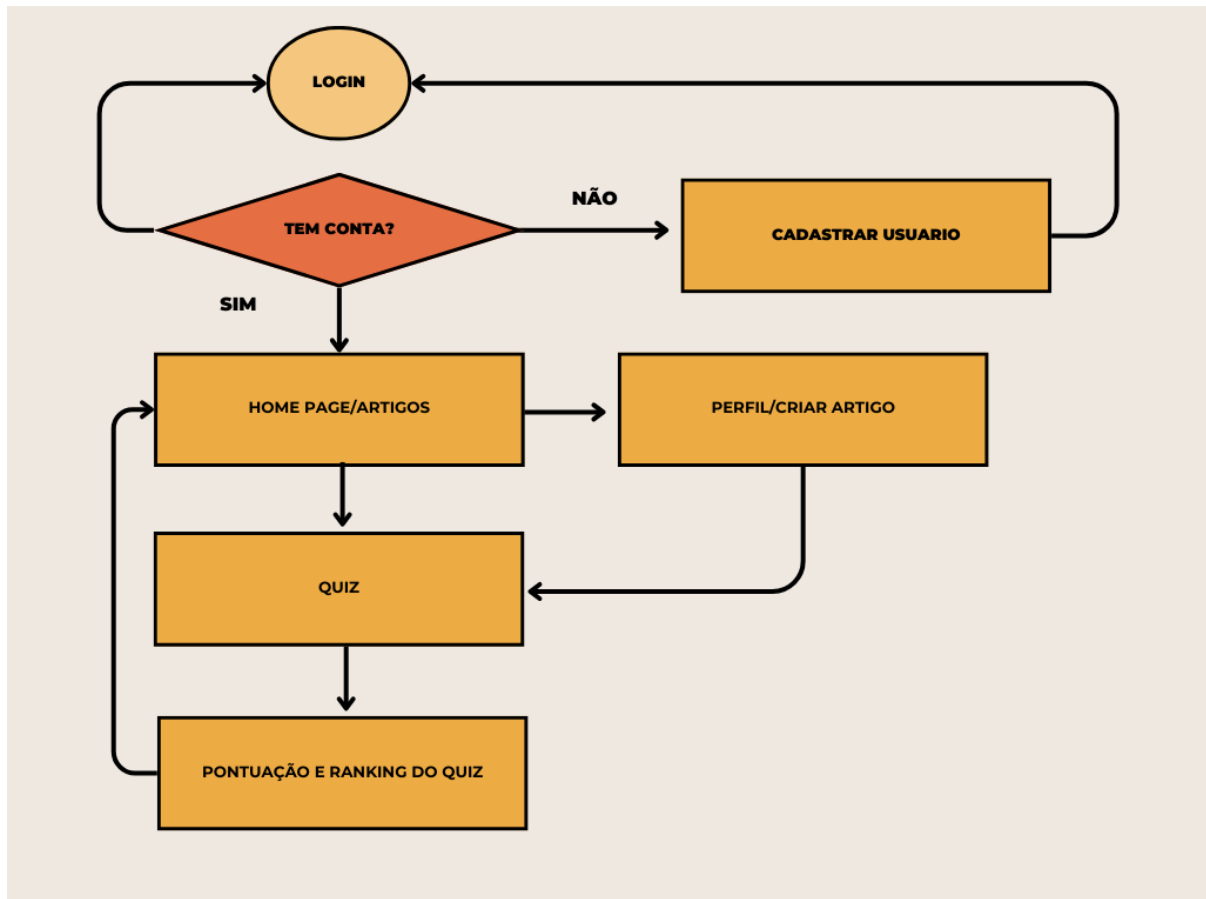 LOGIN
NÃO
TEM CONTA?
CADASTRAR USUARIO
SIM
HOME PAGE/ARTIGOS
PERFIL/CRIAR ARTIGO
QUIZ
PONTUAÇÃO E RANKING DO QUIZ